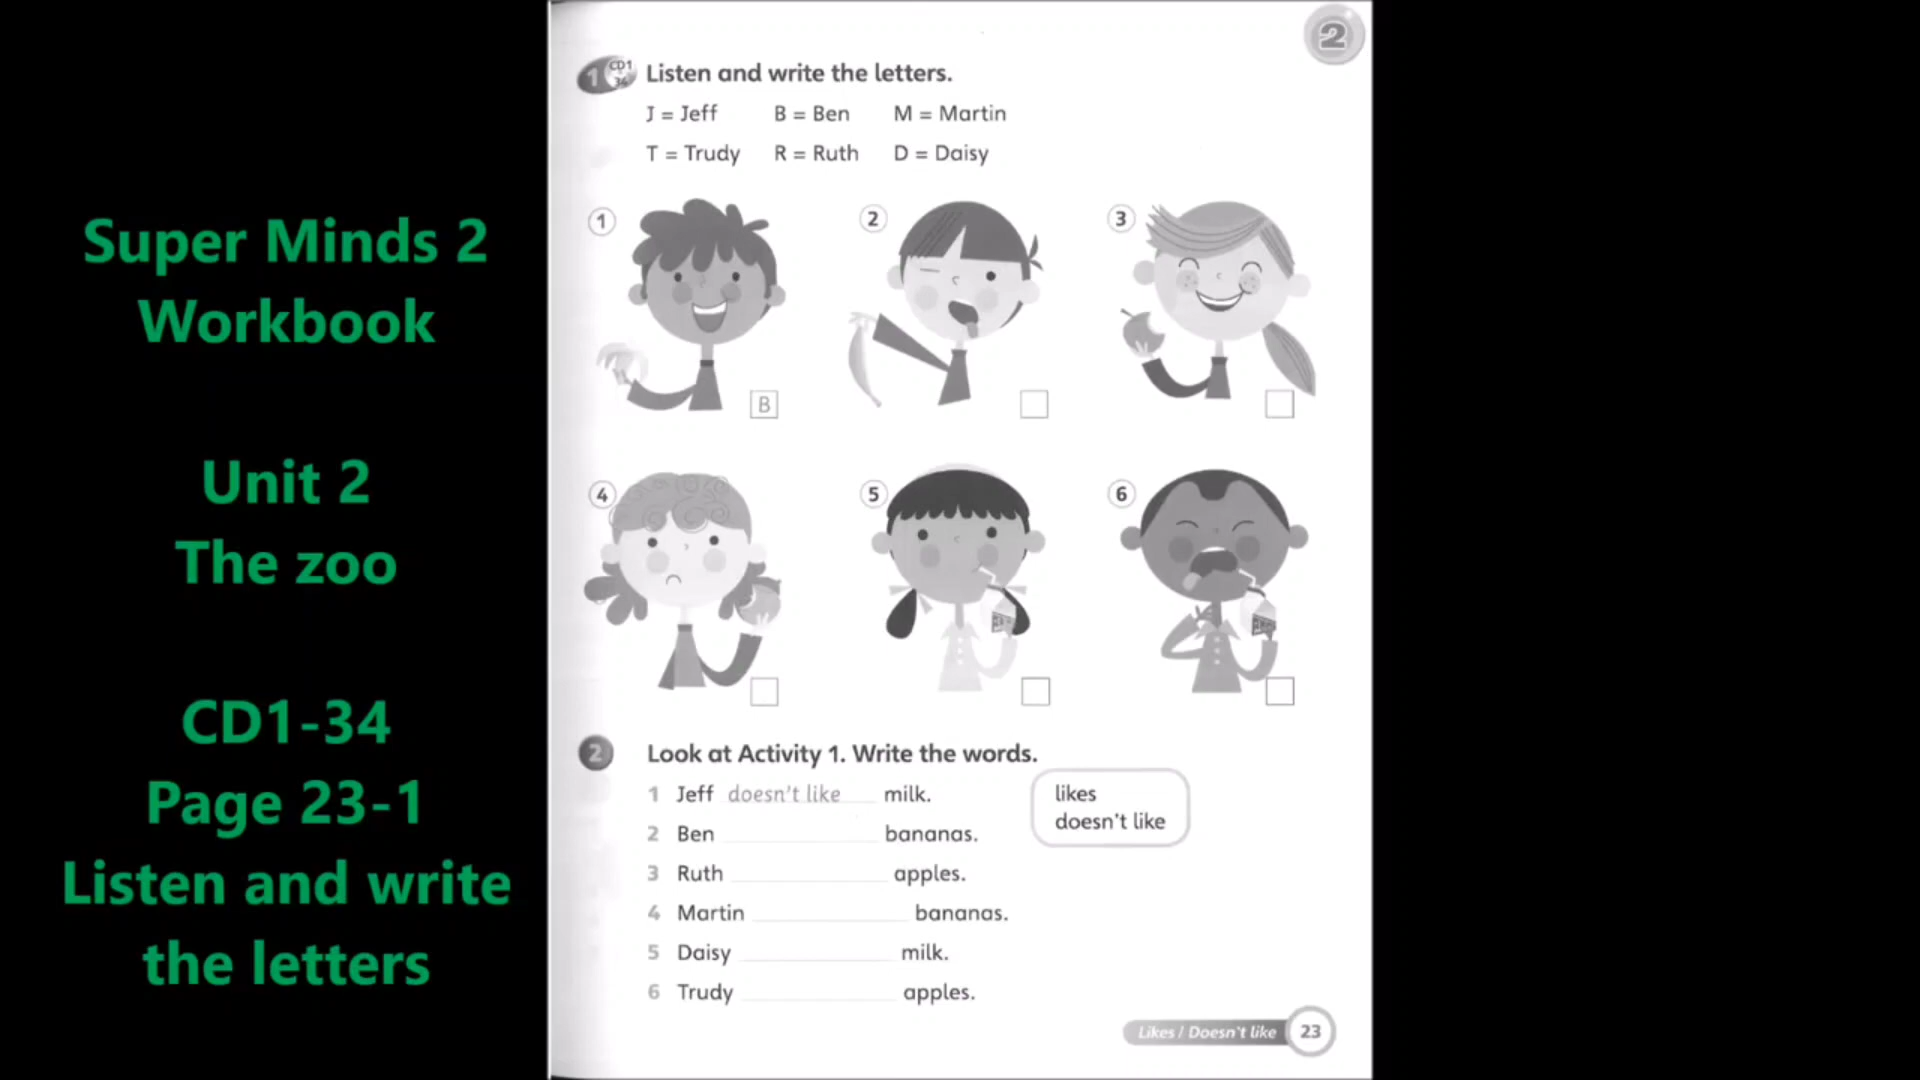 Super Minds 2
Workbook
Unit 2
The zoo
CD1-34
Page 23-1
Listen and write
the letters
2
1 CD1 34 Listen and write the letters.
J = Jeff B = Ben M = Martin
T = Trudy R = Ruth D = Daisy
1 2 3
B
4 5 6
2 Look at Activity 1. Write the words.
1 Jeff doesn't like milk.
2 Ben bananas.
3 Ruth apples.
4 Martin bananas.
5 Daisy milk.
6 Trudy apples.
likes
doesn't like
Likes / Doesn't like 23